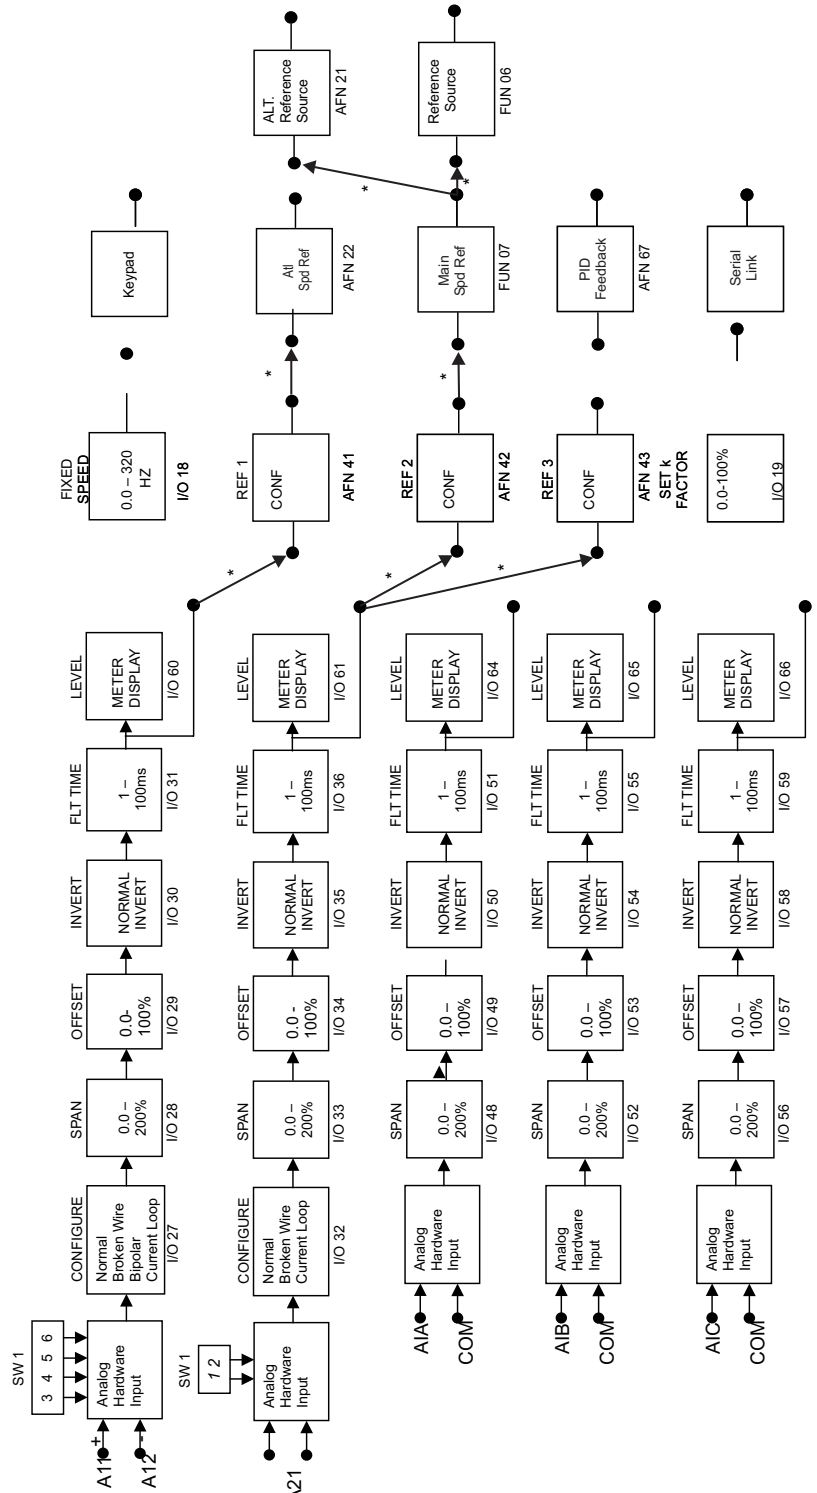 SW 1
3 4 5 6
A11 +
A12 -
Analog
Hardware
Input
CONFIGURE
Normal
Broken Wire
Bipolar
Current Loop
I/O 27
SPAN
0.0 –
200%
I/O 28
OFFSET
0.0-
100%
I/O 29
INVERT
NORMAL
INVERT
I/O 30
FLT TIME
1 –
100ms
I/O 31
LEVEL
METER
DISPLAY
I/O 60
*
FIXED
SPEED
0.0 – 320
HZ
I/O 18
Keypad
SW 1
1 2
A21
Analog
Hardware
Input
CONFIGURE
Normal
Broken Wire
Current Loop
I/O 32
SPAN
0.0 –
200%
I/O 33
OFFSET
0.0 -
100%
I/O 34
INVERT
NORMAL
INVERT
I/O 35
FLT TIME
1 –
100ms
I/O 36
LEVEL
METER
DISPLAY
I/O 61
*
*
REF 1
CONF
AFN 41
*
Atl
Spd Ref
AFN 22
*
ALT.
Reference
Source
AFN 21
AIA
COM
Analog
Hardware
Input
SPAN
0.0 –
200%
I/O 48
OFFSET
0.0 –
100%
I/O 49
INVERT
NORMAL
INVERT
I/O 50
FLT TIME
1 –
100ms
I/O 51
LEVEL
METER
DISPLAY
I/O 64
REF 2
CONF
AFN 42
*
Main
Spd Ref
FUN 07
*
Reference
Source
FUN 06
AIB
COM
Analog
Hardware
Input
SPAN
0.0 –
200%
I/O 52
OFFSET
0.0 –
100%
I/O 53
INVERT
NORMAL
INVERT
I/O 54
FLT TIME
1 –
100ms
I/O 55
LEVEL
METER
DISPLAY
I/O 65
REF 3
CONF
AFN 43
PID
Feedback
AFN 67
AIC
COM
Analog
Hardware
Input
SPAN
0.0 –
200%
I/O 56
OFFSET
0.0 –
100%
I/O 57
INVERT
NORMAL
INVERT
I/O 58
FLT TIME
1 –
100ms
I/O 59
LEVEL
METER
DISPLAY
I/O 66
SET k
FACTOR
0.0-100%
I/O 19
Serial
Link